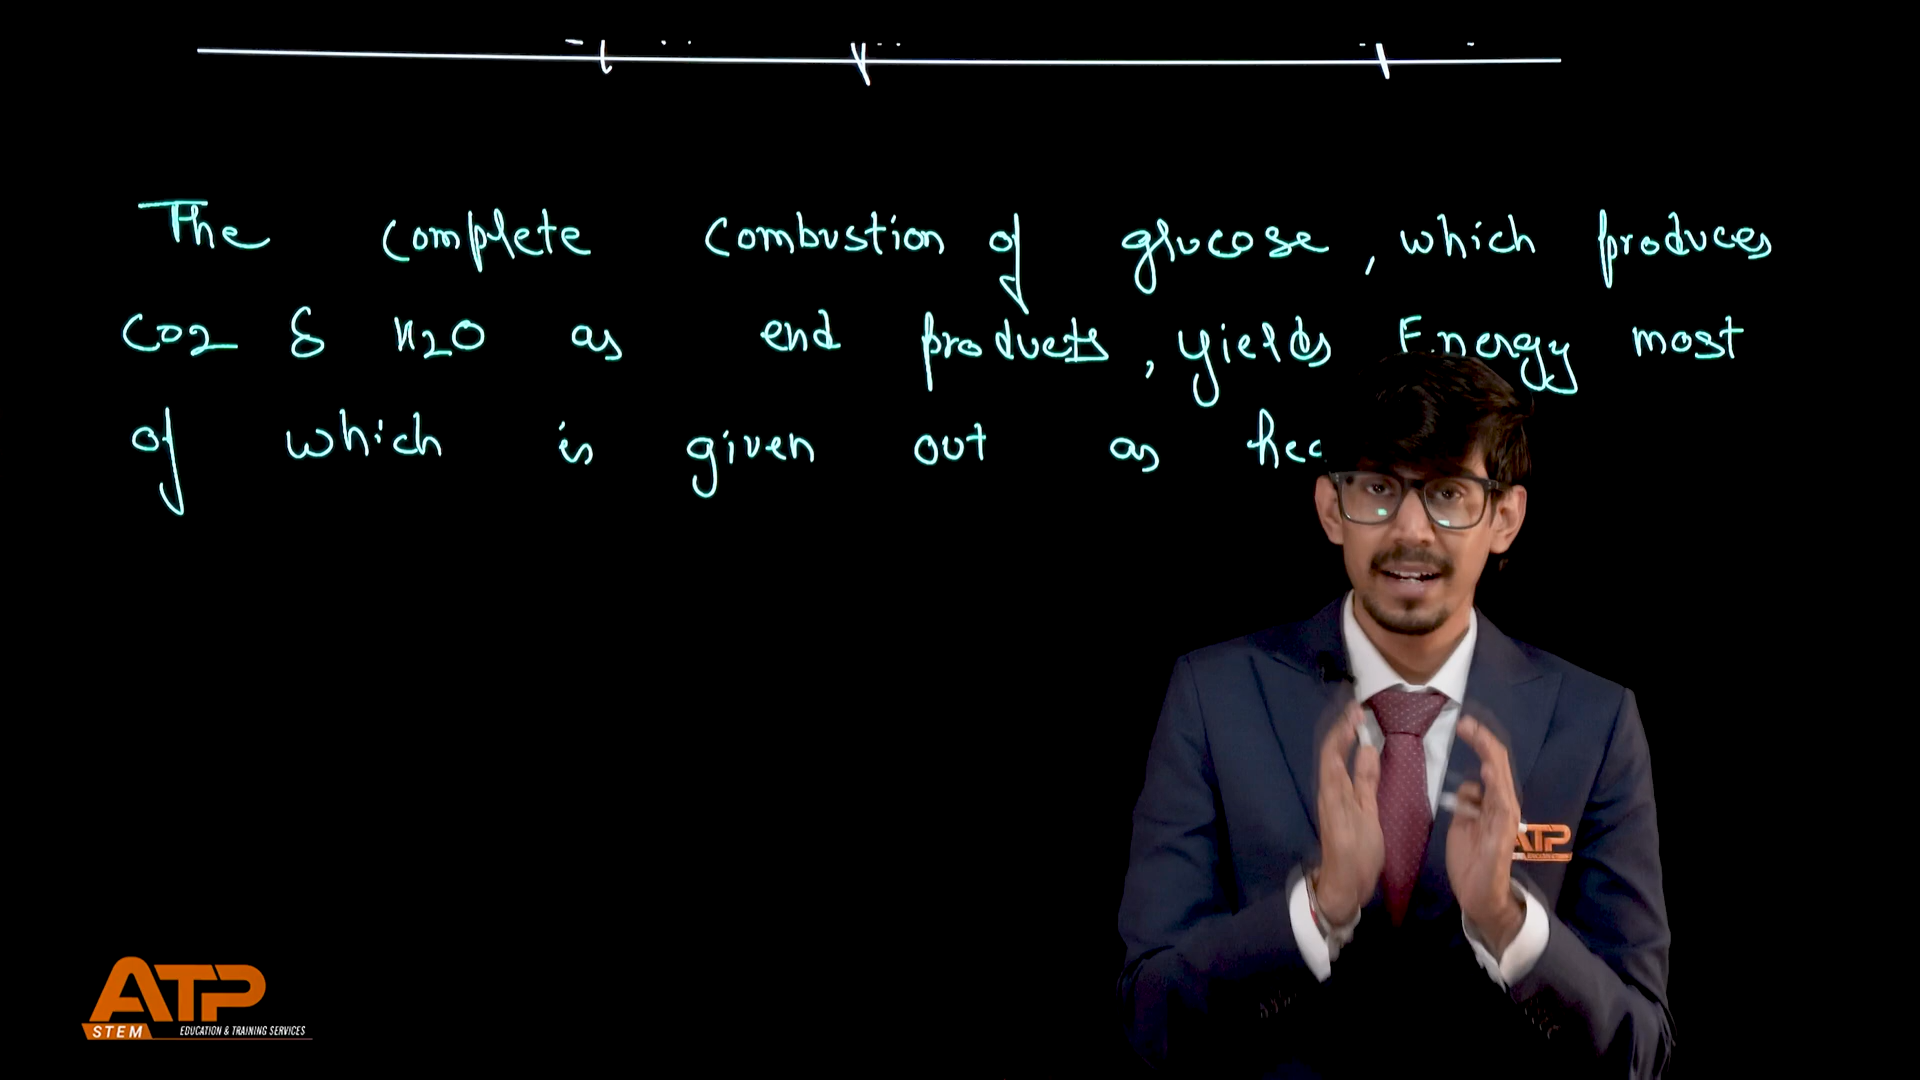 The complete combustion of glucose, which produces
CO2 & H2O as end products, yields Energy most
of which is given out as
ATP
ATP
STEM EDUCATION & TRAINING SERVICES